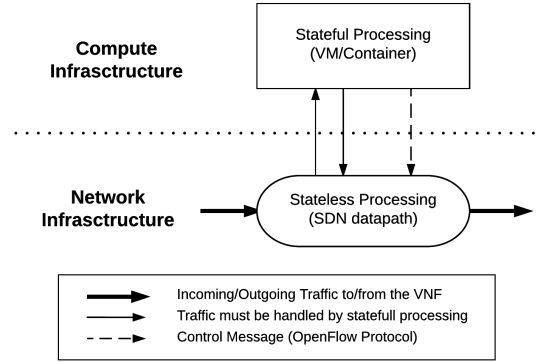 Compute
Infrasctructure
Stateful Processing
(VM/Container)
Network
Infrasctructure
Stateless Processing
(SDN datapath)
Incoming/Outgoing Traffic to/from the VNF
Traffic must be handled by statefull processing
Control Message (OpenFlow Protocol)